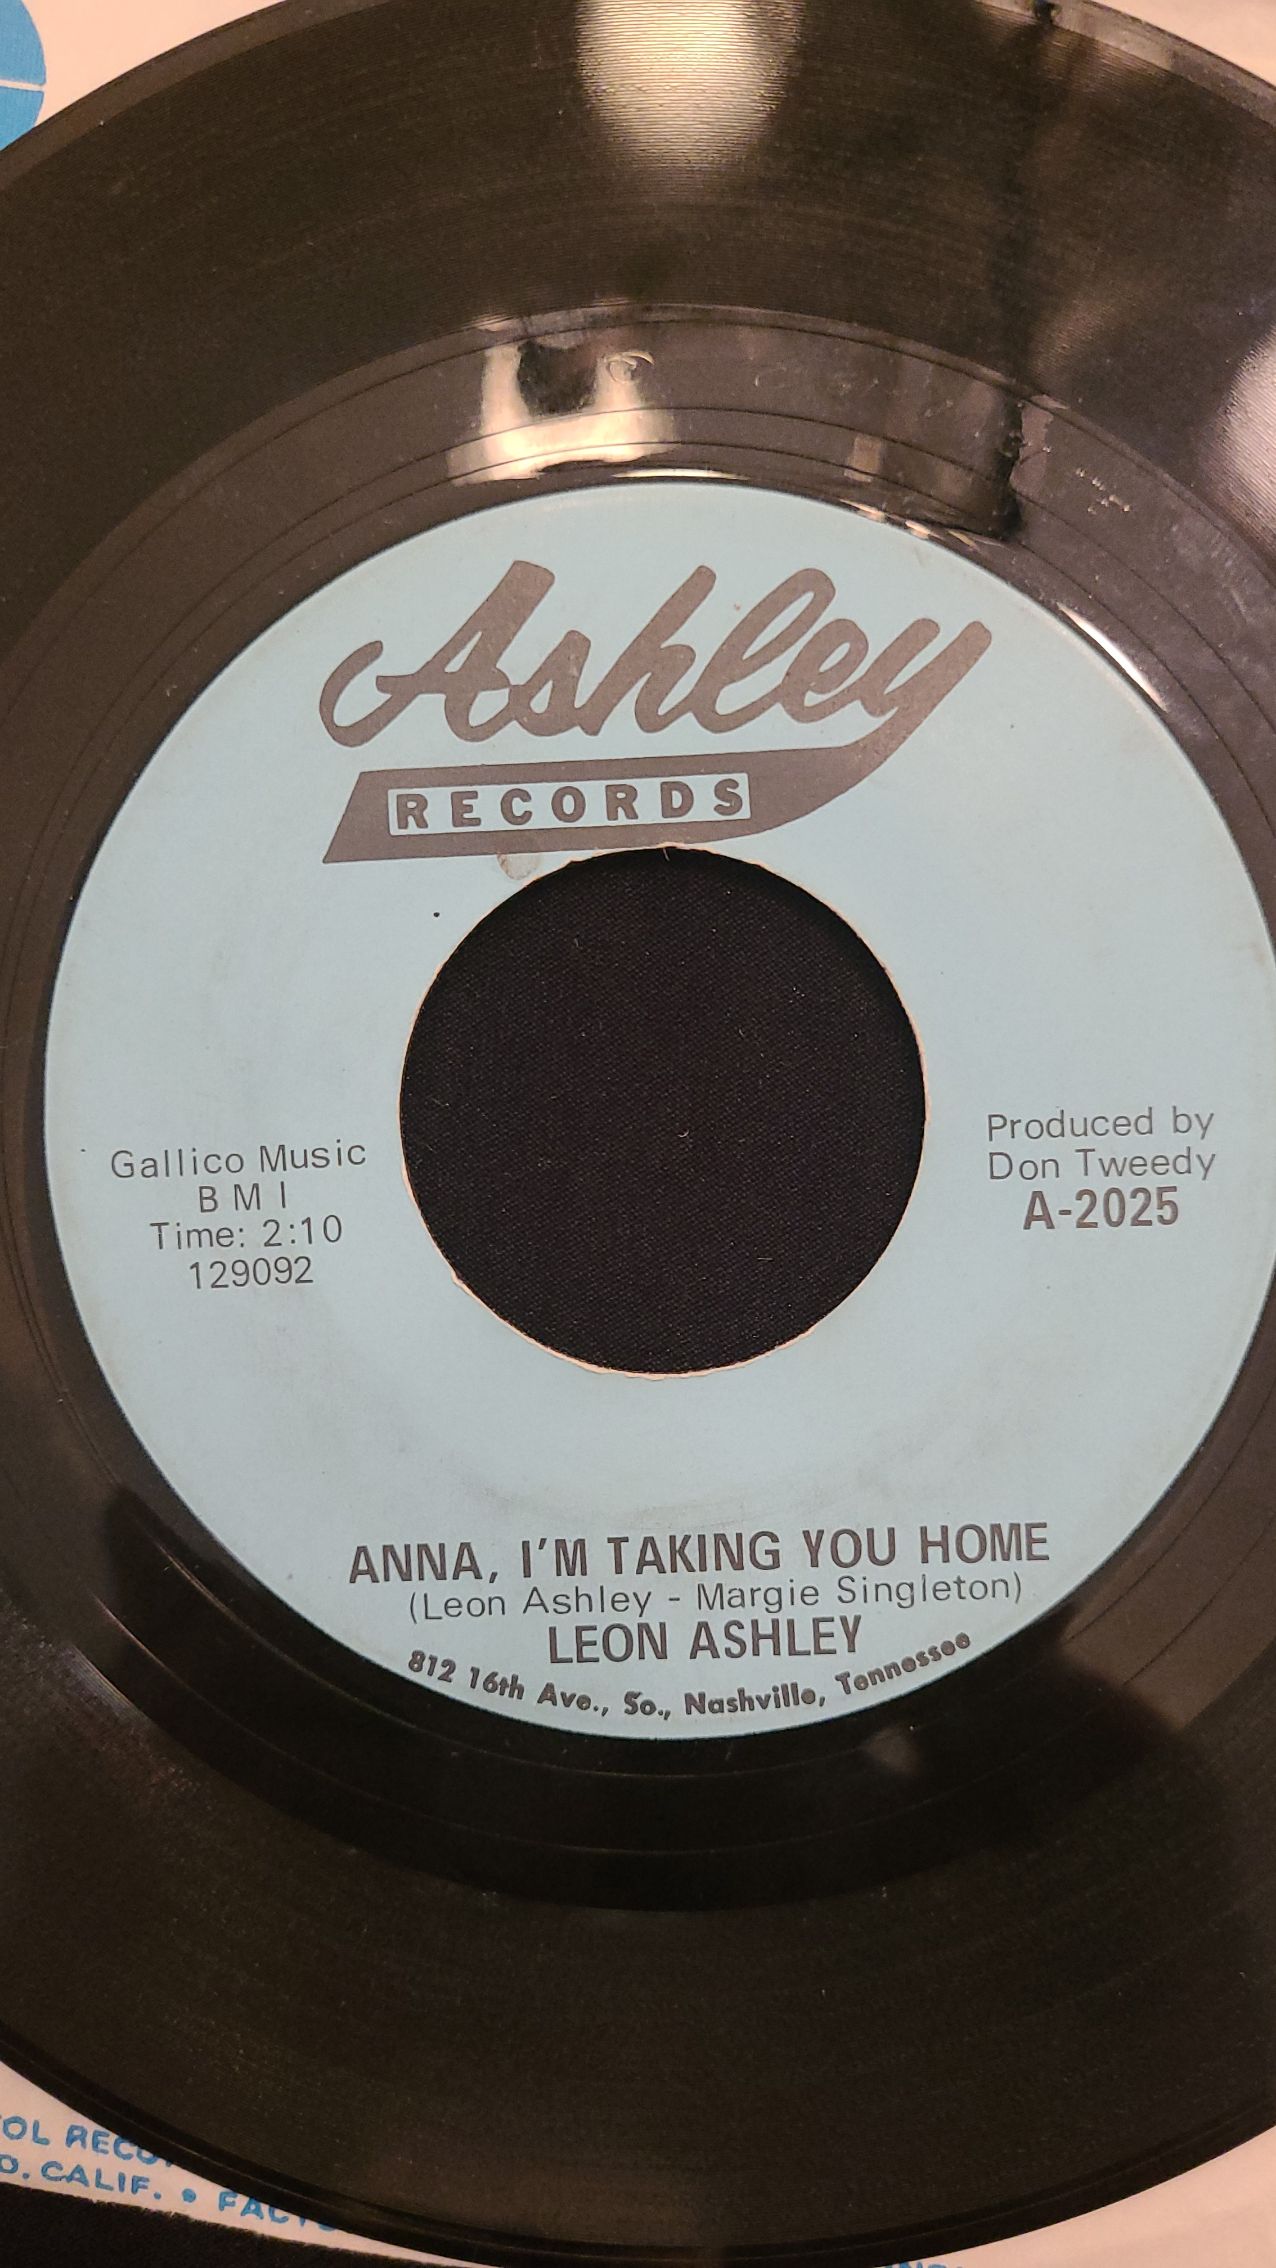 Ashley
RECORDS
Gallico Music
B M I
Time: 2:10
129092
Produced by
Don Tweedy
A-2025
ANNA, I'M TAKING YOU HOME
(Leon Ashley - Margie Singleton)
LEON ASHLEY
812 16th Ave., So., Nashville, Tennessee
CALIF. •